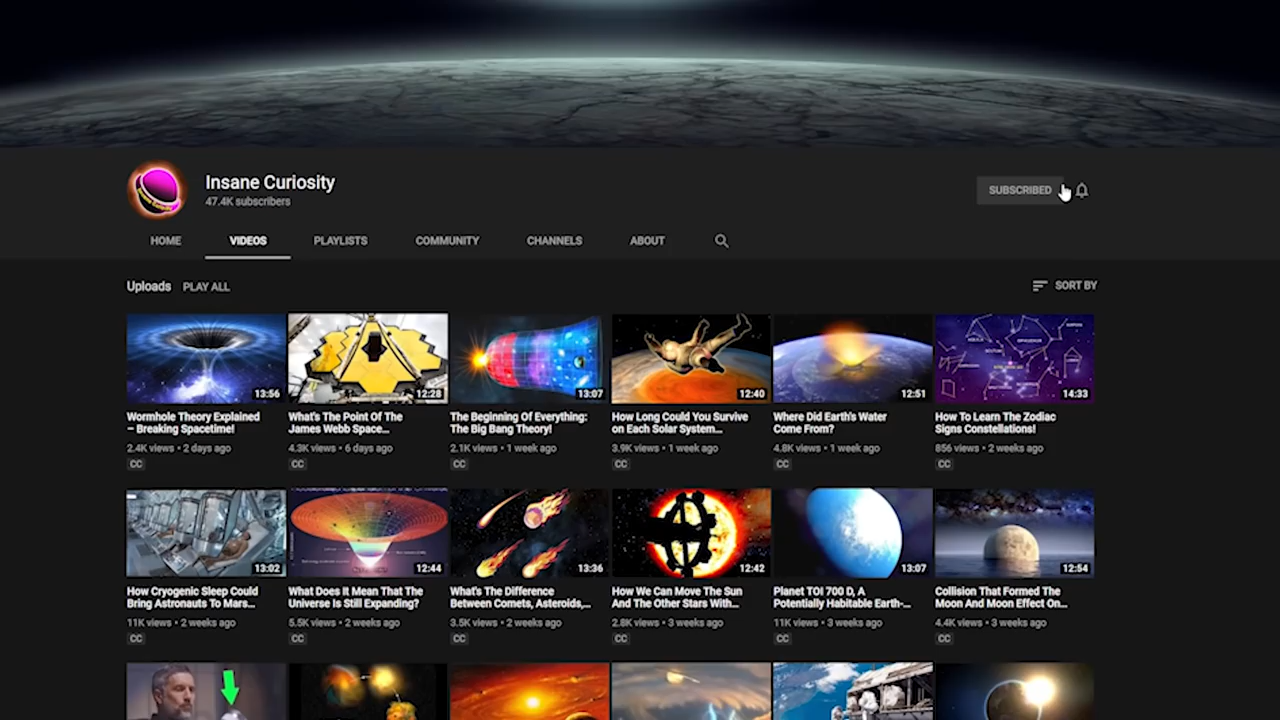 Insane Curiosity
47.4K subscribers
SUBSCRIBED
HOME
VIDEOS
PLAYLISTS
COMMUNITY
CHANNELS
ABOUT
Uploads
PLAY ALL
SORT BY
13:56
12:28
13:07
12:40
12:51
14:33
Wormhole Theory Explained
– Breaking Spacetime!
2.4K views • 2 days ago
CC
What's The Point Of The
James Webb Space...
4.3K views • 6 days ago
CC
The Beginning Of Everything:
The Big Bang Theory!
2.1K views • 1 week ago
CC
How Long Could You Survive
on Each Solar System...
3.9K views • 1 week ago
CC
Where Did Earth's Water
Come From?
4.8K views • 1 week ago
CC
How To Learn The Zodiac
Signs Constellations!
856 views • 2 weeks ago
CC
13:02
12:44
13:36
12:42
13:07
12:54
How Cryogenic Sleep Could
Bring Astronauts To Mars...
11K views • 2 weeks ago
CC
What Does It Mean That The
Universe Is Still Expanding?
5.5K views • 2 weeks ago
CC
What's The Difference
Between Comets, Asteroids,...
3.5K views • 2 weeks ago
CC
How We Can Move The Sun
And The Other Stars With...
2.8K views • 3 weeks ago
CC
Planet TOI 700 D, A
Potentially Habitable Earth-...
11K views • 3 weeks ago
CC
Collision That Formed The
Moon And Moon Effect On...
4.4K views • 3 weeks ago
CC